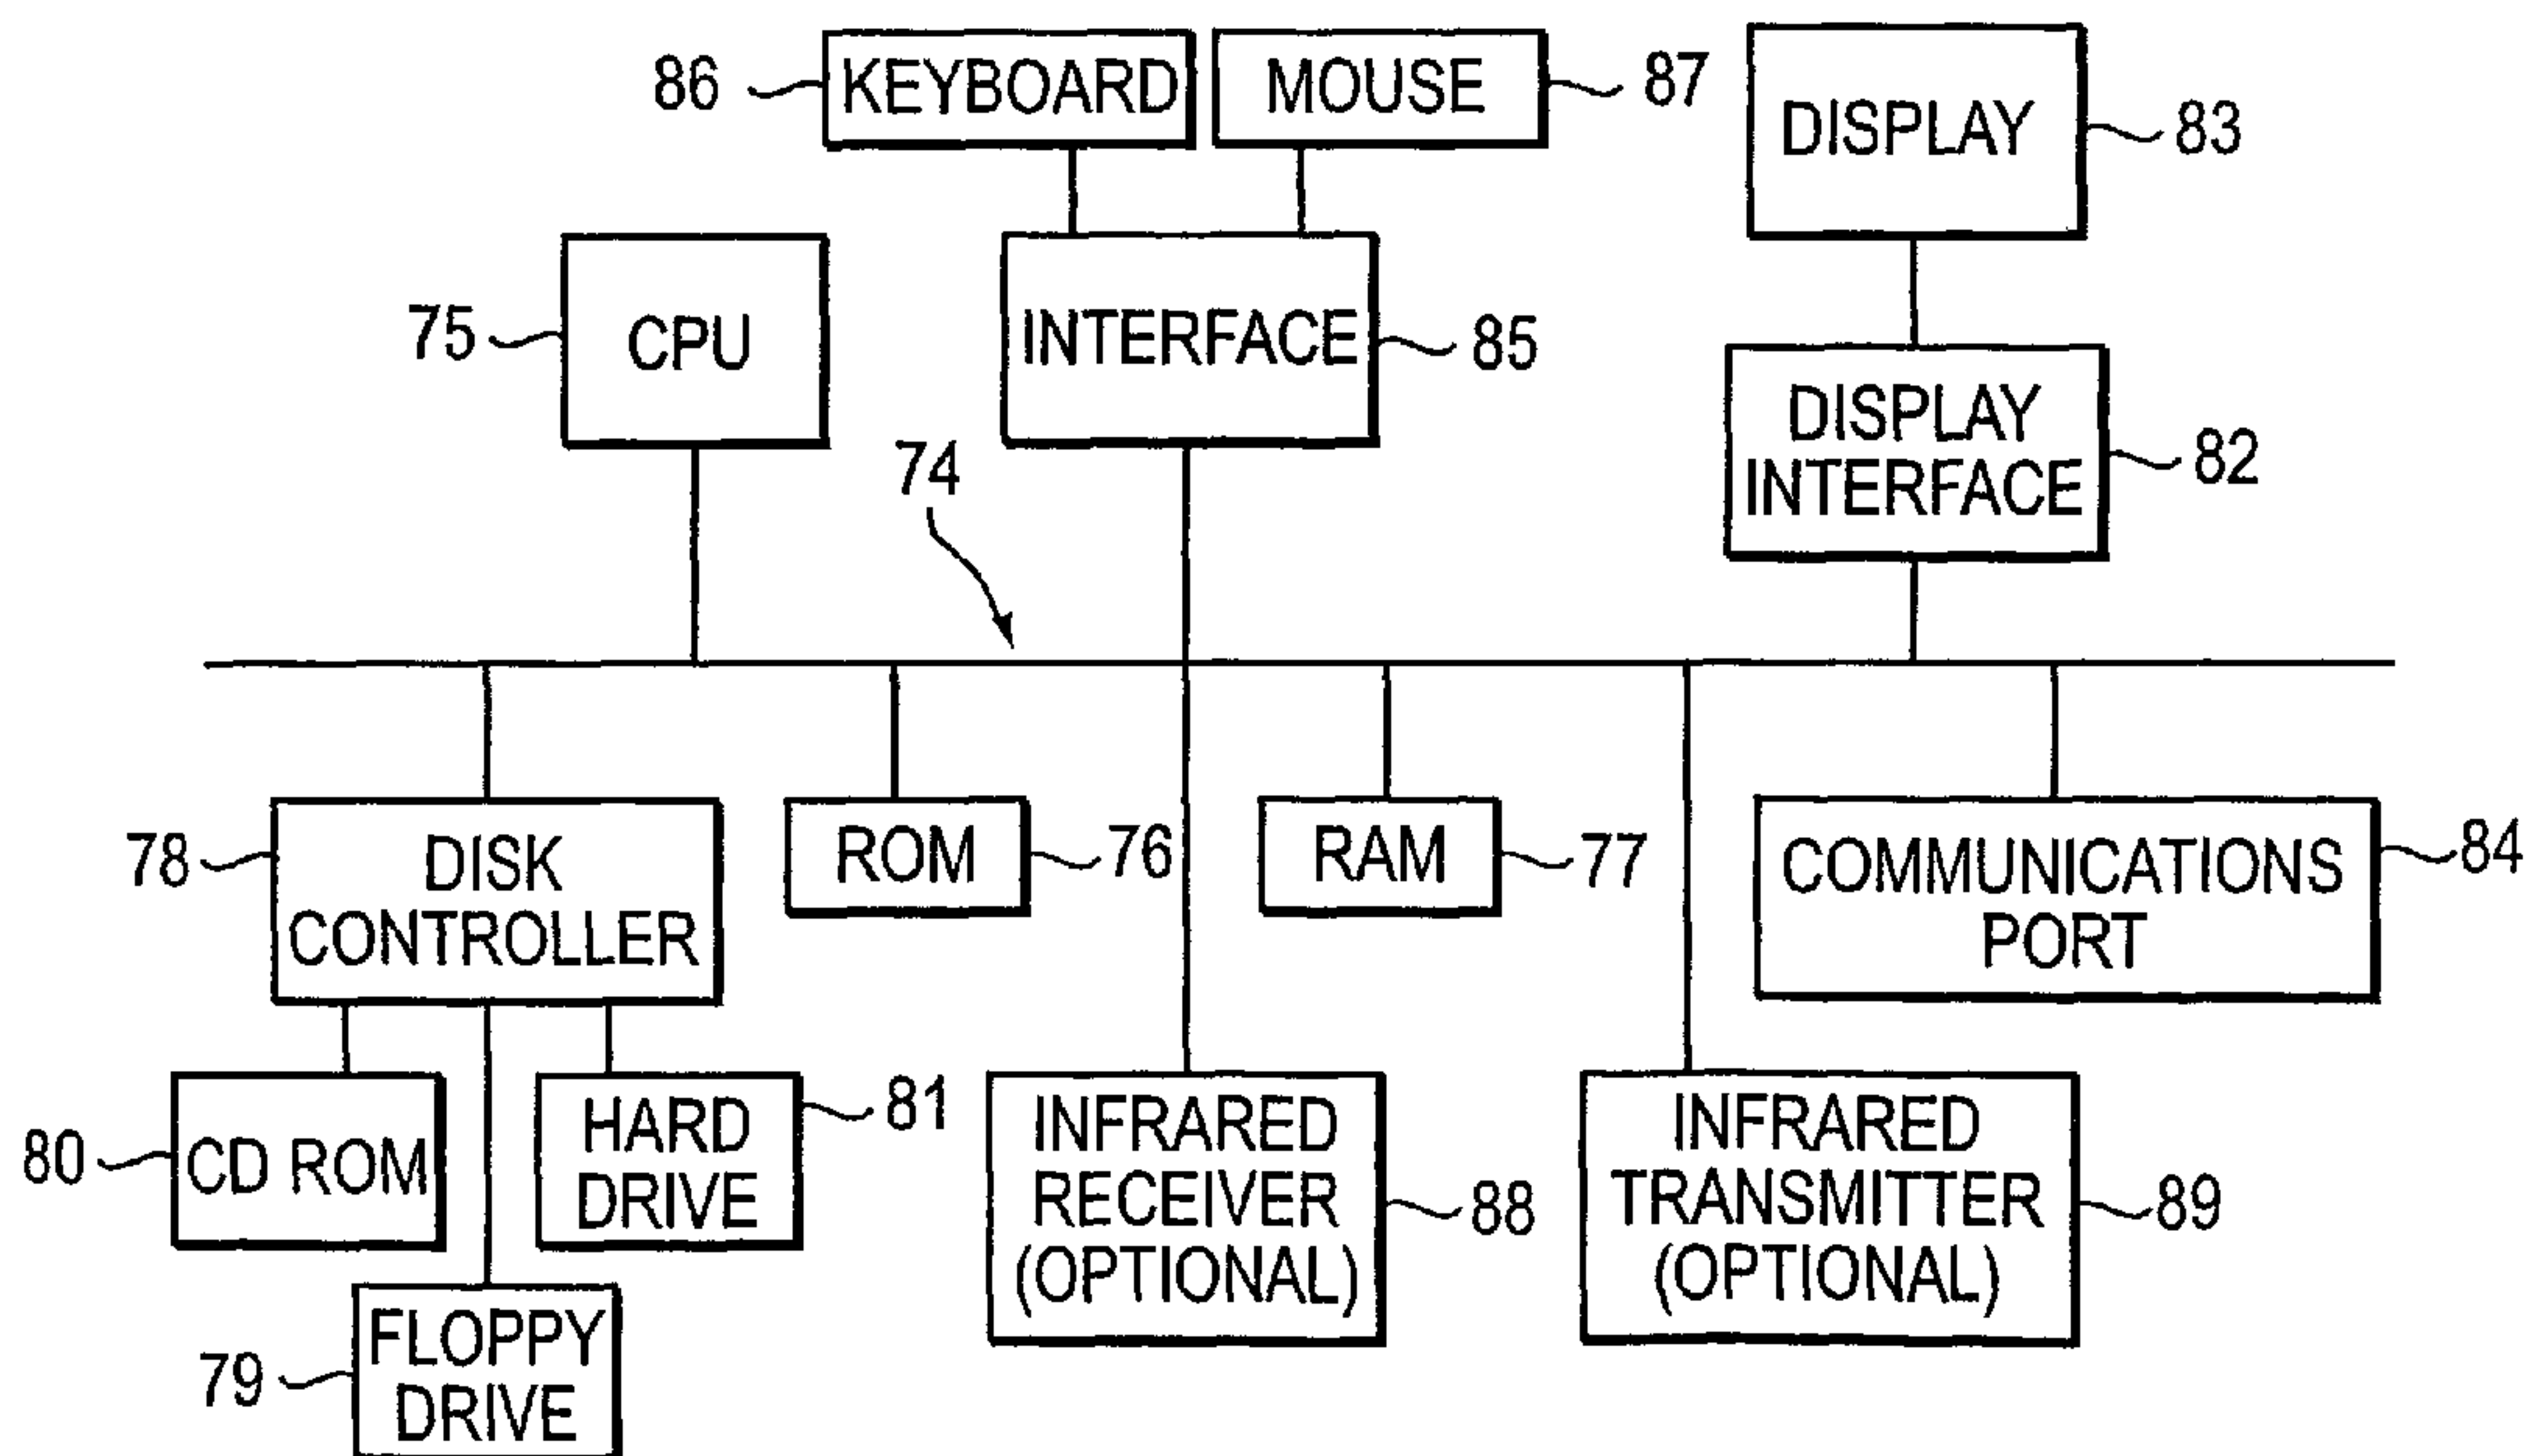 86
KEYBOARD
MOUSE
87
DISPLAY
83
75
CPU
INTERFACE
85
DISPLAY
INTERFACE
82
74
78
DISK
CONTROLLER
ROM
76
RAM
77
COMMUNICATIONS
PORT
84
80
CD ROM
HARD
DRIVE
81
INFRARED
RECEIVER
(OPTIONAL)
88
INFRARED
TRANSMITTER
(OPTIONAL)
89
79
FLOPPY
DRIVE